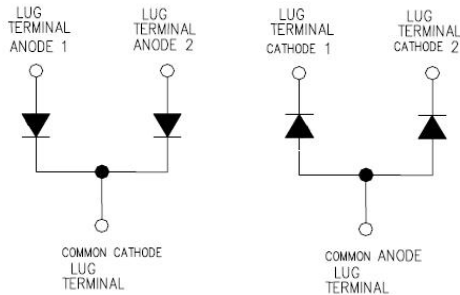 LUG
TERMINAL
ANODE 1
LUG
TERMINAL
ANODE 2
LUG
TERMINAL
CATHODE 1
LUG
TERMINAL
CATHODE 2
COMMON CATHODE
LUG
TERMINAL
COMMON ANODE
LUG
TERMINAL